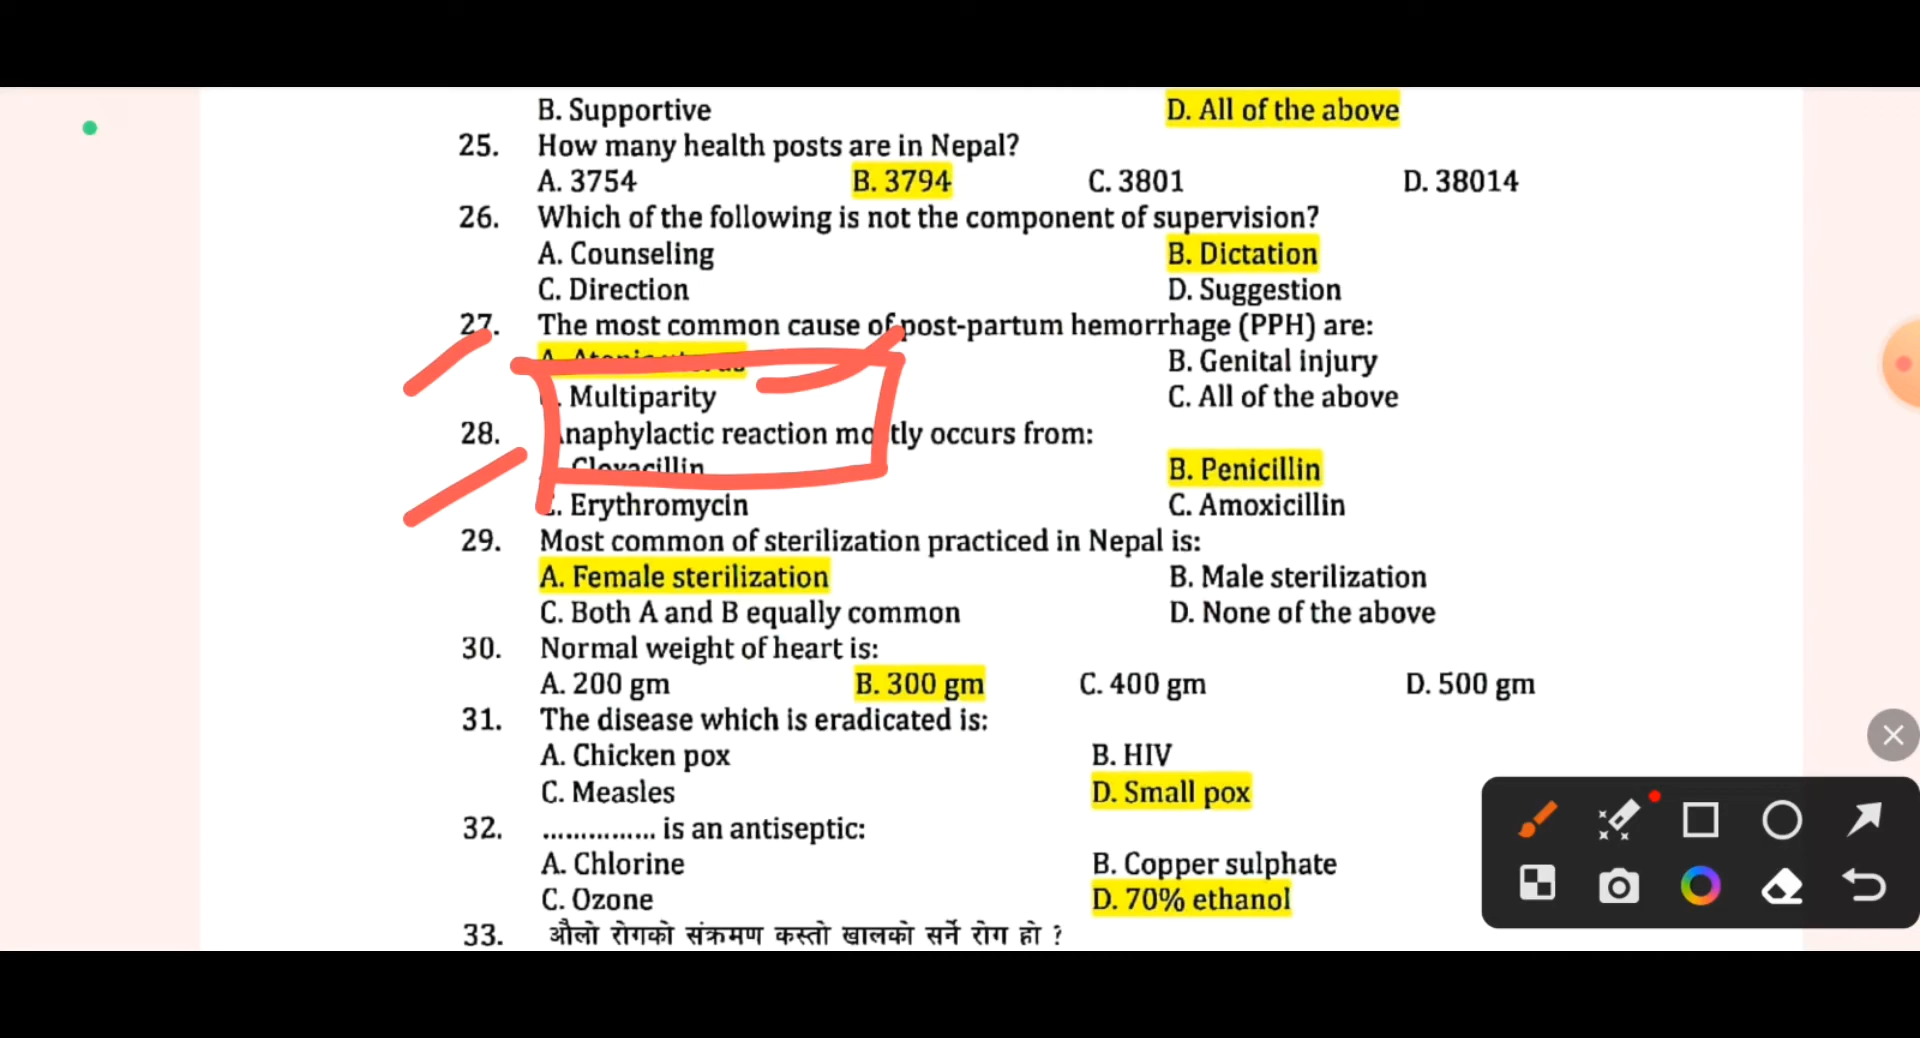 B. Supportive D. All of the above
25. How many health posts are in Nepal?
A. 3754 B. 3794 C. 3801 D. 38014
26. Which of the following is not the component of supervision?
A. Counseling B. Dictation
C. Direction D. Suggestion
27. The most common cause of post-partum hemorrhage (PPH) are:
A. Atonic uterus B. Genital injury
Multiparity C. All of the above
28. Anaphylactic reaction mostly occurs from:
Cloxacillin B. Penicillin
C. Erythromycin C. Amoxicillin
29. Most common of sterilization practiced in Nepal is:
A. Female sterilization B. Male sterilization
C. Both A and B equally common D. None of the above
30. Normal weight of heart is:
A. 200 gm B. 300 gm C. 400 gm D. 500 gm
31. The disease which is eradicated is:
A. Chicken pox B. HIV
C. Measles D. Small pox
32. ............... is an antiseptic:
A. Chlorine B. Copper sulphate
C. Ozone D. 70% ethanol
33. औलो रोगको संक्रमण कस्तो खालको सर्ने रोग हो ?